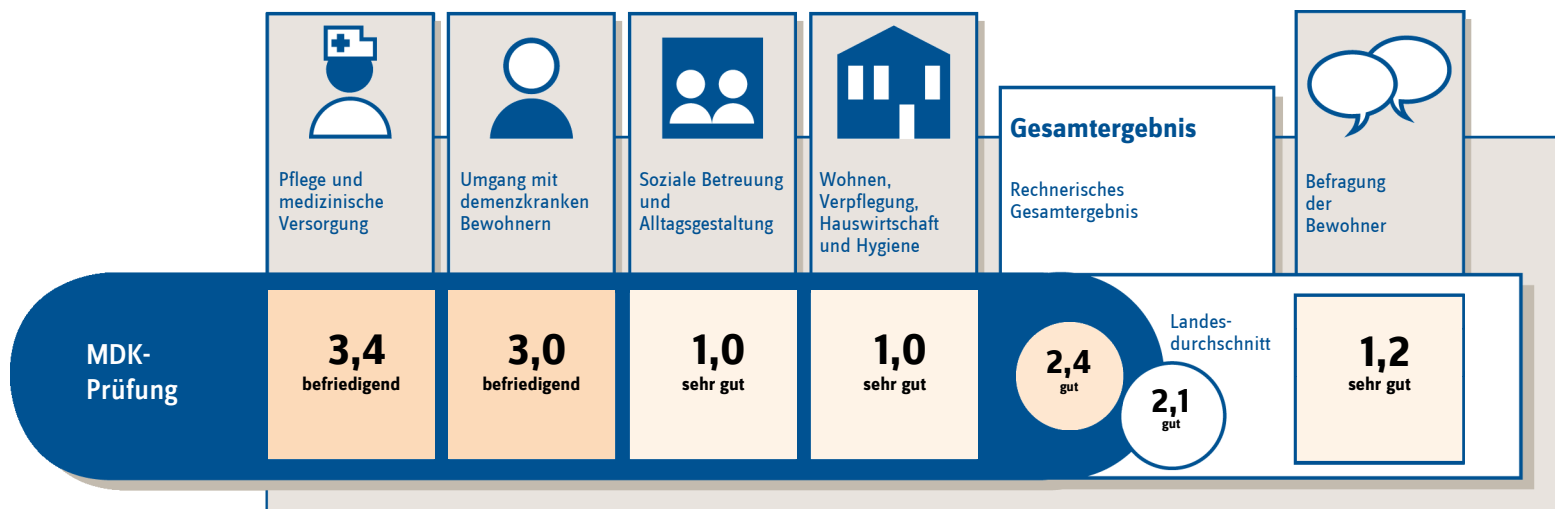 Pflege und
medizinische
Versorgung
Umgang mit
demenzkranken
Bewohnern
Soziale Betreuung
und
Alltagsgestaltung
Wohnen,
Verpflegung,
Hauswirtschaft
und Hygiene
Gesamtergebnis
Rechnerisches
Gesamtergebnis
Befragung
der
Bewohner
MDK-
Prüfung
3,4
befriedigend
3,0
befriedigend
1,0
sehr gut
1,0
sehr gut
2,4
gut
Landes-
durchschnitt
2,1
gut
1,2
sehr gut